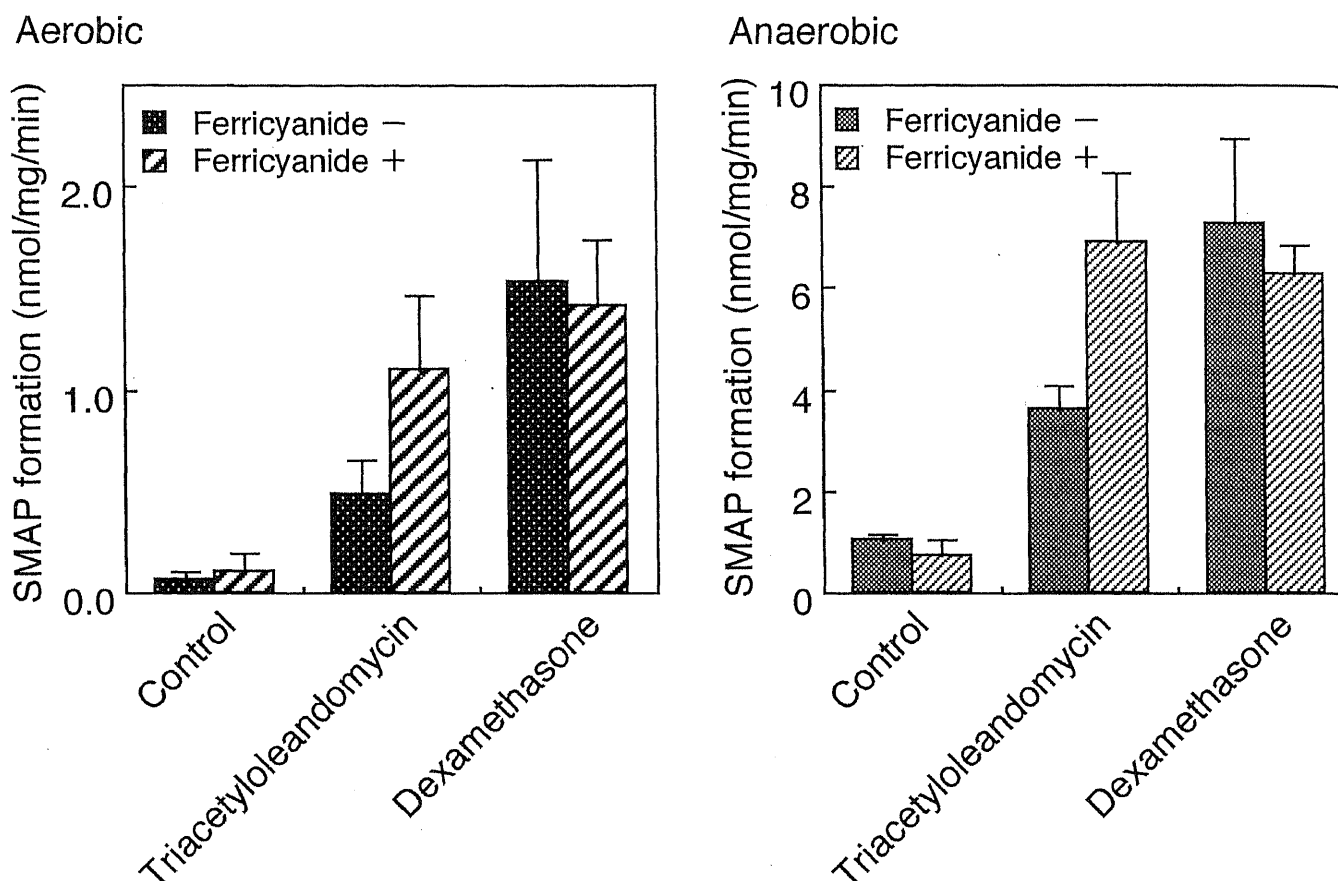 Aerobic
SMAP formation (nmol/mg/min)
Ferricyanide −
Ferricyanide +
2.0
1.0
0.0
Control
Triacetyloleandomycin
Dexamethasone
Anaerobic
SMAP formation (nmol/mg/min)
Ferricyanide −
Ferricyanide +
10
8
6
4
2
0
Control
Triacetyloleandomycin
Dexamethasone